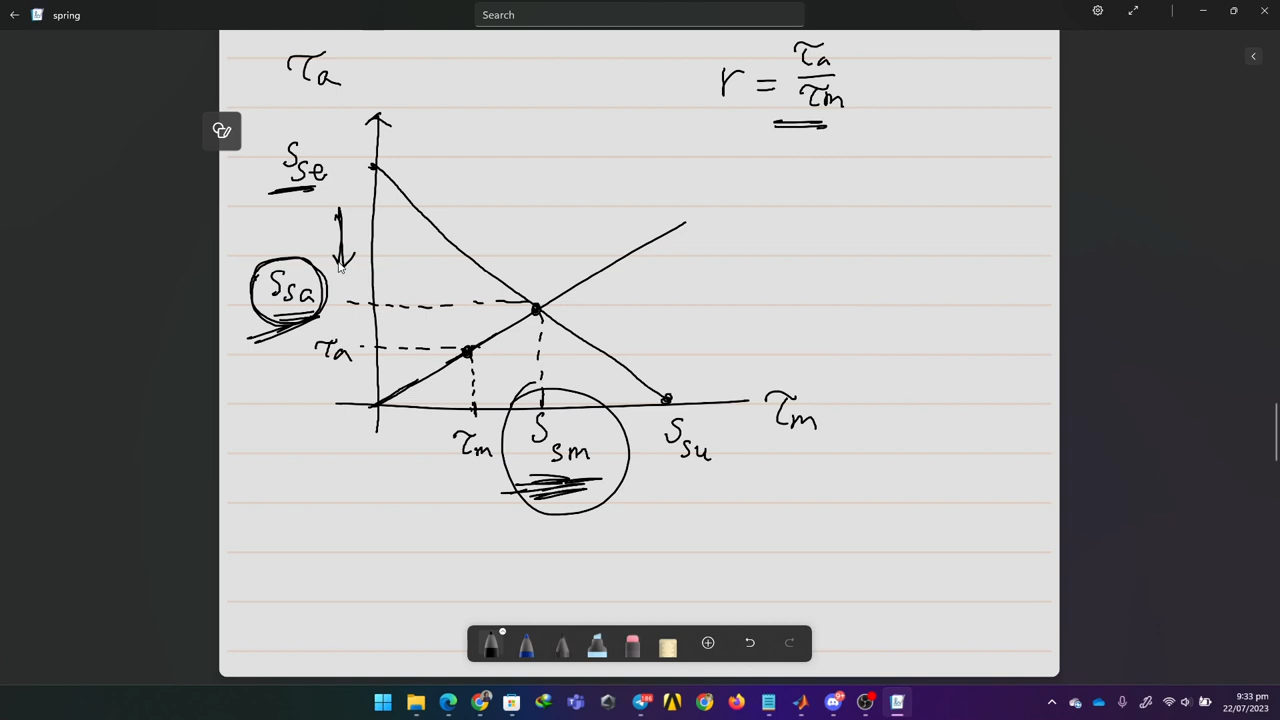 spring
Search
τa
r = τa / τm
Sse
Ssa
τa
τm
τm
Ssm
Ssu
9:33 pm
22/07/2023